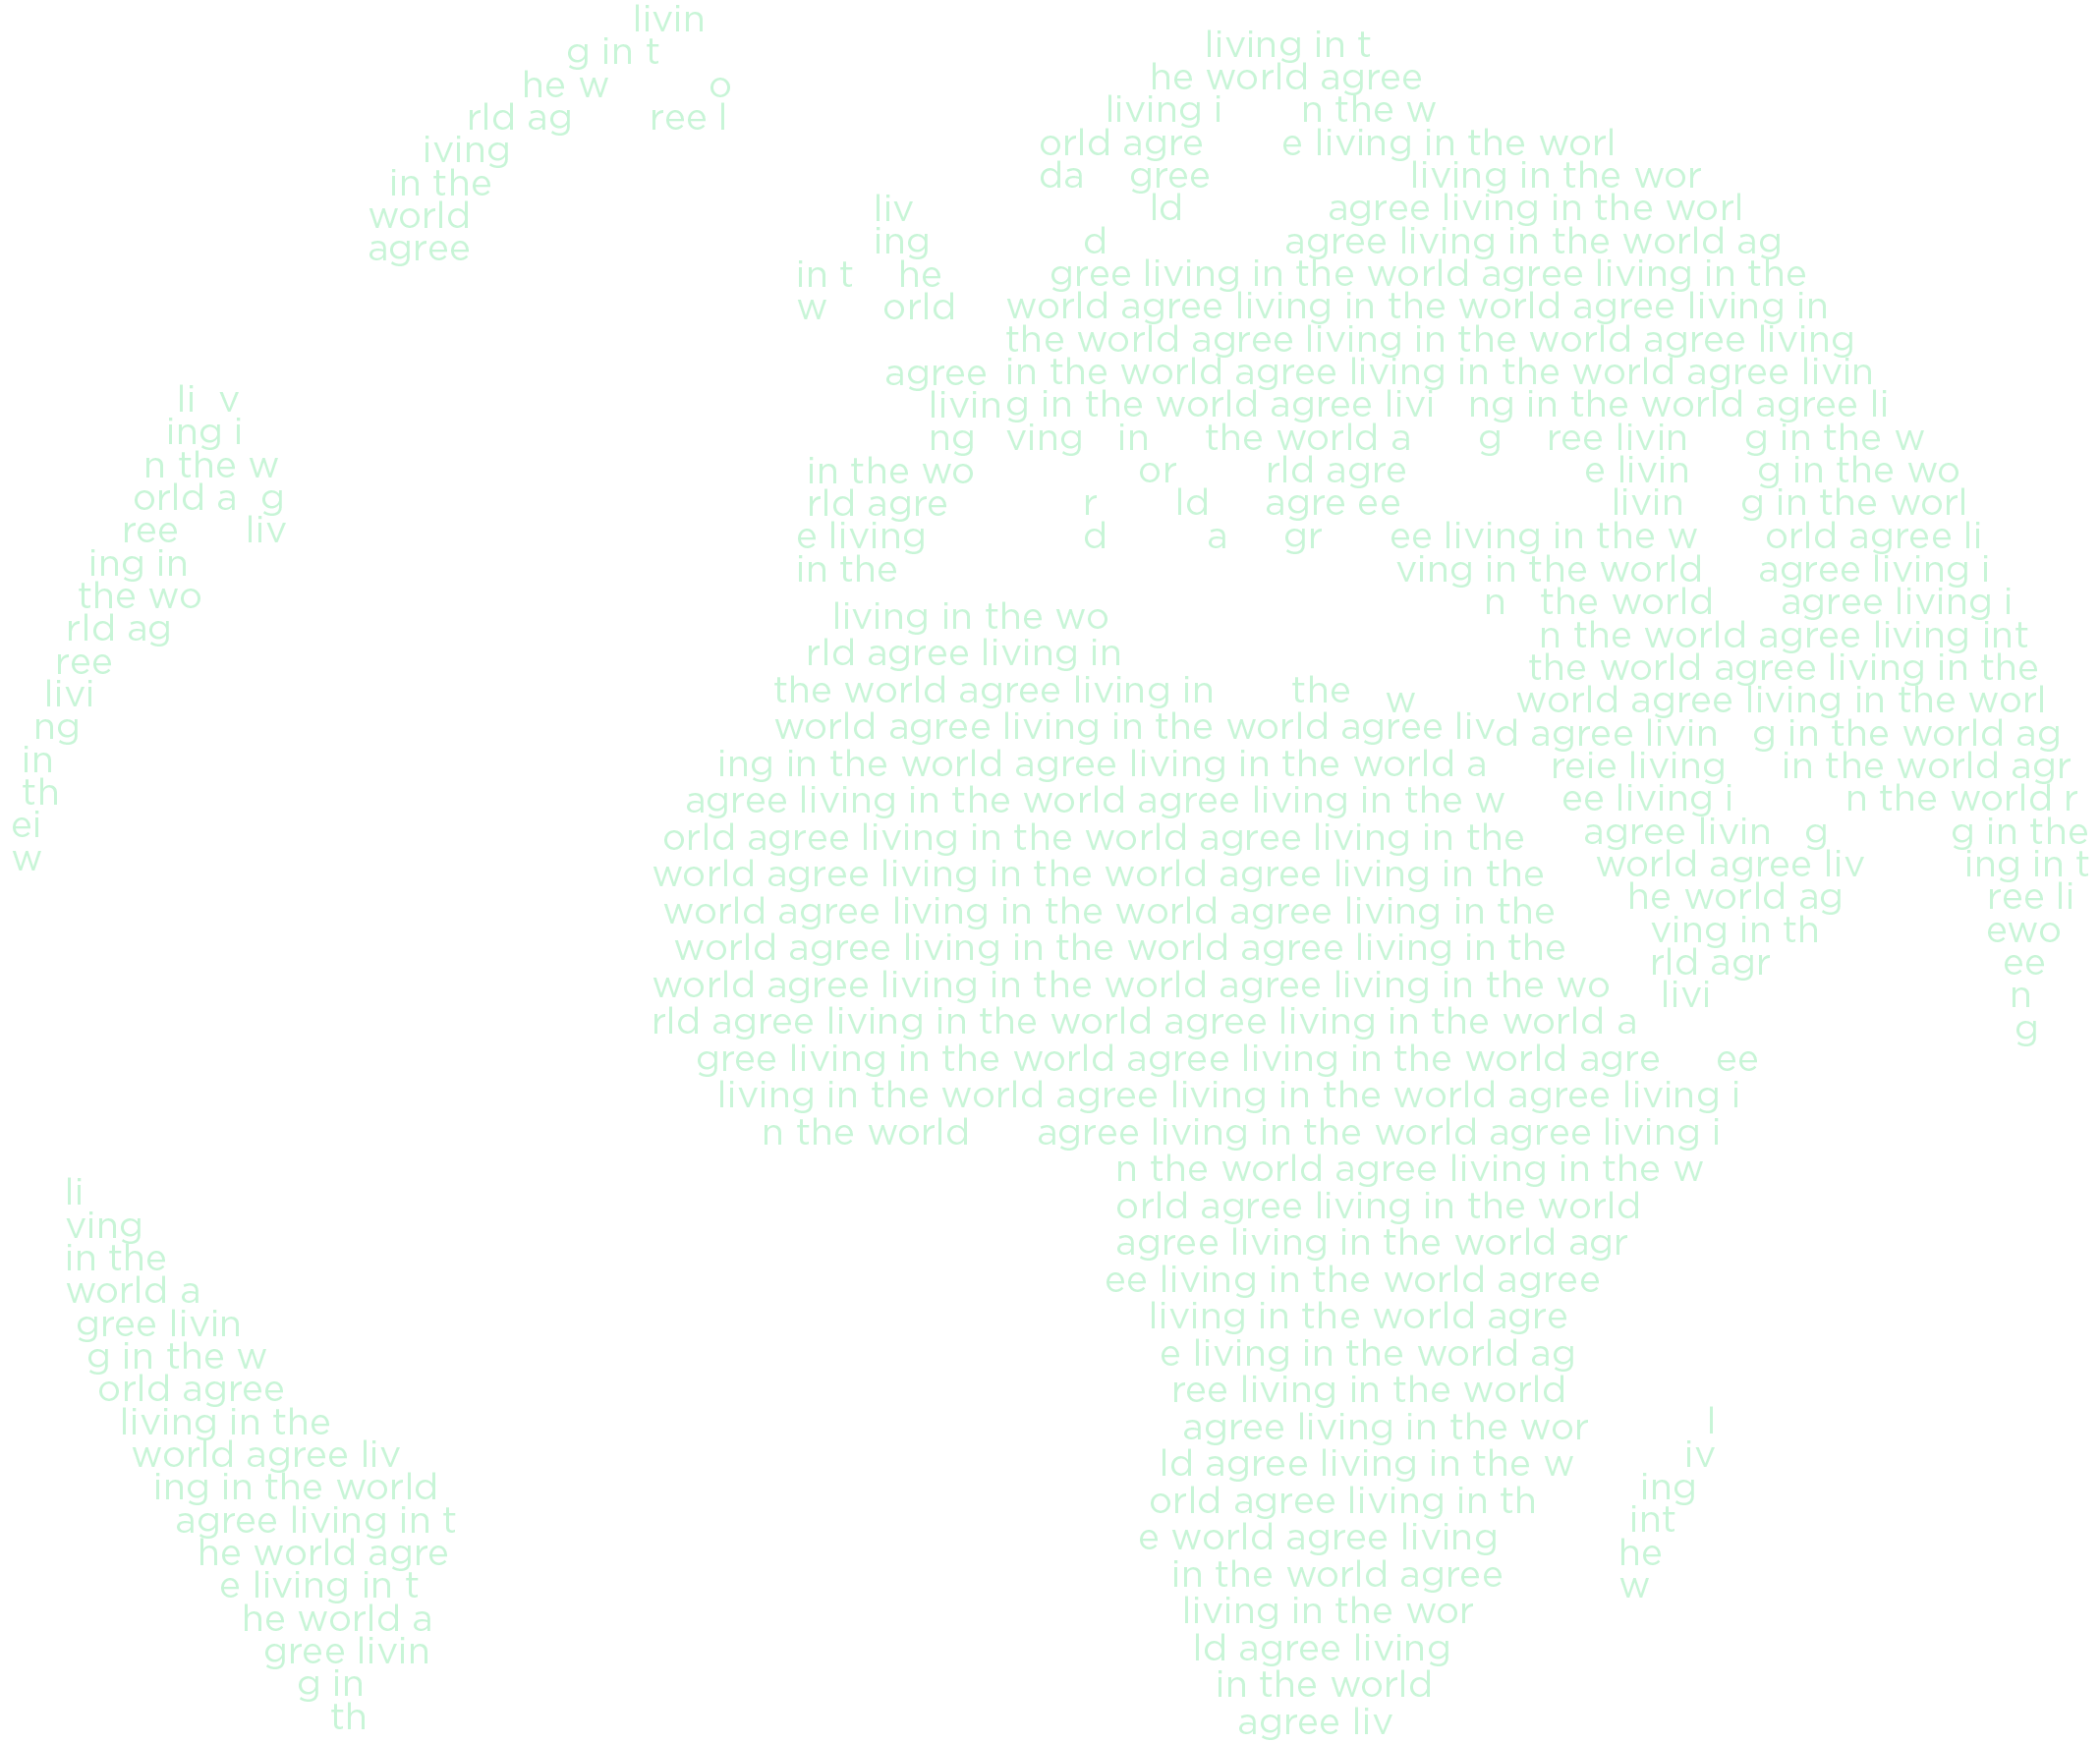 livin
g in t
he w o
rld ag ree l
iving
in the
world
agree
li v
ing i
n the w
orld a g
ree liv
ing in
the wo
rld ag
ree
livi
ng
in
th
ei
w
li
ving
in the
world a
gree livin
g in the w
orld agree
living in the
world agree liv
ing in the world
agree living in t
he world agre
e living in t
he world a
gree livin
g in
th
living in t
he world agree
living i n the w
orld agre e living in the worl
da gree living in the wor
liv ld agree living in the worl
ing d agree living in the world ag
in t he gree living in the world agree living in the
w orld world agree living in the world agree living in
the world agree living in the world agree living
agree in the world agree living in the world agree livin
living in the world agree livi ng in the world agree li
ng ving in the world a g ree livin g in the w
in the wo or rld agre e livin g in the wo
rld agre r ld agre ee livin g in the worl
e living d a gr ee living in the w orld agree li
in the ving in the world agree living i
n the world agree living i
living in the wo n the world agree living int
rld agree living in the world agree living in the
the world agree living in the w world agree living in the worl
world agree living in the world agree livd agree livin g in the world ag
ing in the world agree living in the world a reie living in the world agr
agree living in the world agree living in the w ee living i n the world r
orld agree living in the world agree living in the agree livin g g in the
world agree living in the world agree living in the world agree liv ing in t
world agree living in the world agree living in the he world ag ree li
world agree living in the world agree living in the ving in th ewo
world agree living in the world agree living in the wo rld agr ee
livi n
rld agree living in the world agree living in the world a g
gree living in the world agree living in the world agre ee
living in the world agree living in the world agree living i
n the world agree living in the world agree living i
n the world agree living in the w
orld agree living in the world
agree living in the world agr
ee living in the world agree
living in the world agre
e living in the world ag
ree living in the world
agree living in the wor l
ld agree living in the w iv
orld agree living in th ing
e world agree living int
in the world agree he
living in the wor w
ld agree living
in the world
agree liv